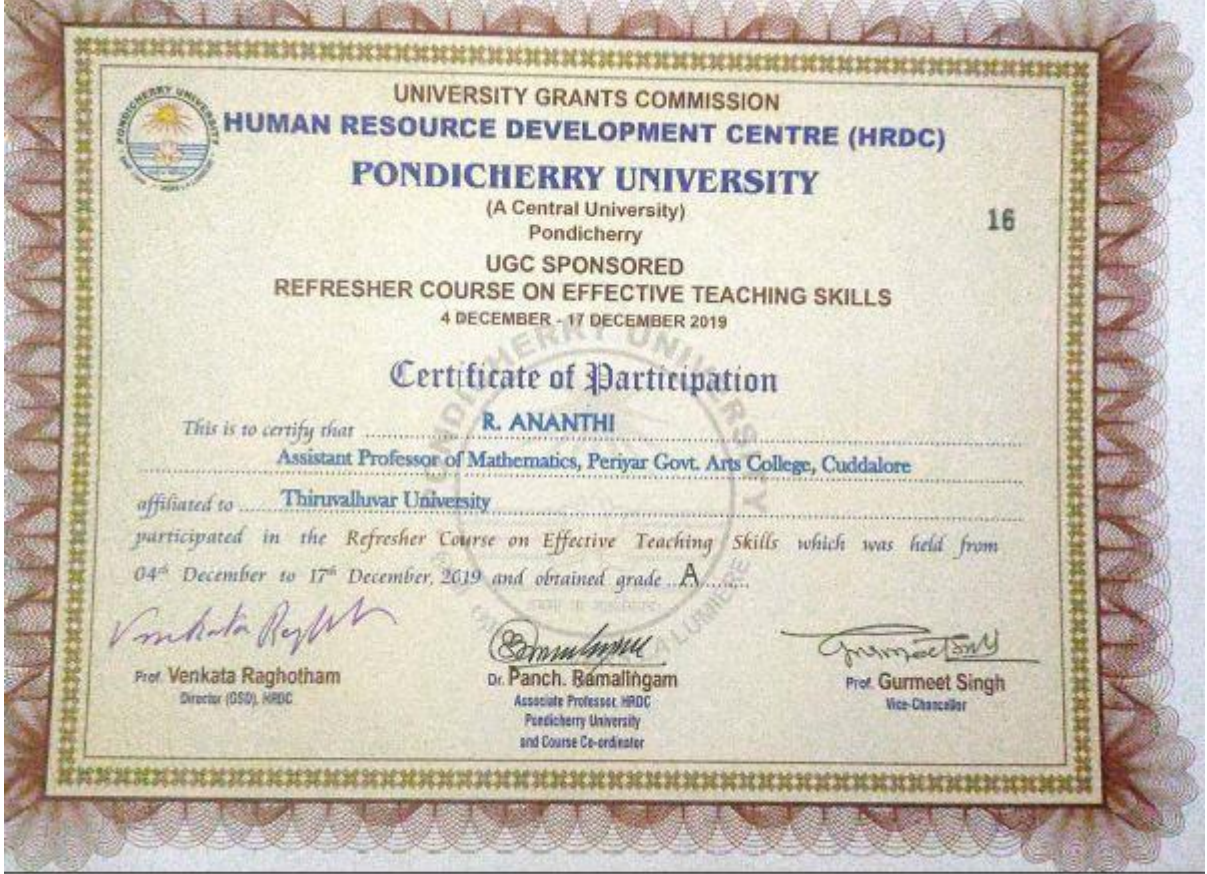 UNIVERSITY GRANTS COMMISSION
HUMAN RESOURCE DEVELOPMENT CENTRE (HRDC)
PONDICHERRY UNIVERSITY
(A Central University)
Pondicherry
16
UGC SPONSORED
REFRESHER COURSE ON EFFECTIVE TEACHING SKILLS
4 DECEMBER - 17 DECEMBER 2019
Certificate of Participation
This is to certify that R. ANANTHI
Assistant Professor of Mathematics, Periyar Govt. Arts College, Cuddalore
affiliated to Thiruvalluvar University
participated in the Refresher Course on Effective Teaching Skills which was held from
04th December to 17th December, 2019 and obtained grade A
Prof. Venkata Raghotham
Director (OSD), HRDC
Dr. Panch. Ramalingam
Associate Professor, HRDC
Pondicherry University
and Course Co-ordinator
Prof. Gurmeet Singh
Vice-Chancellor
PONDICHERRY UNIVERSITY